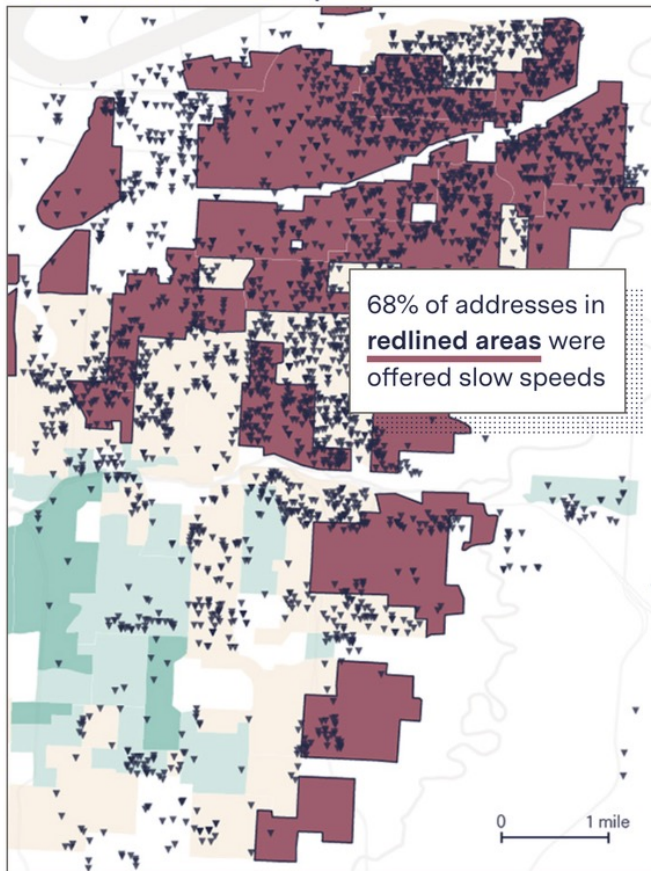 68% of addresses in
redlined areas were
offered slow speeds
0 1 mile